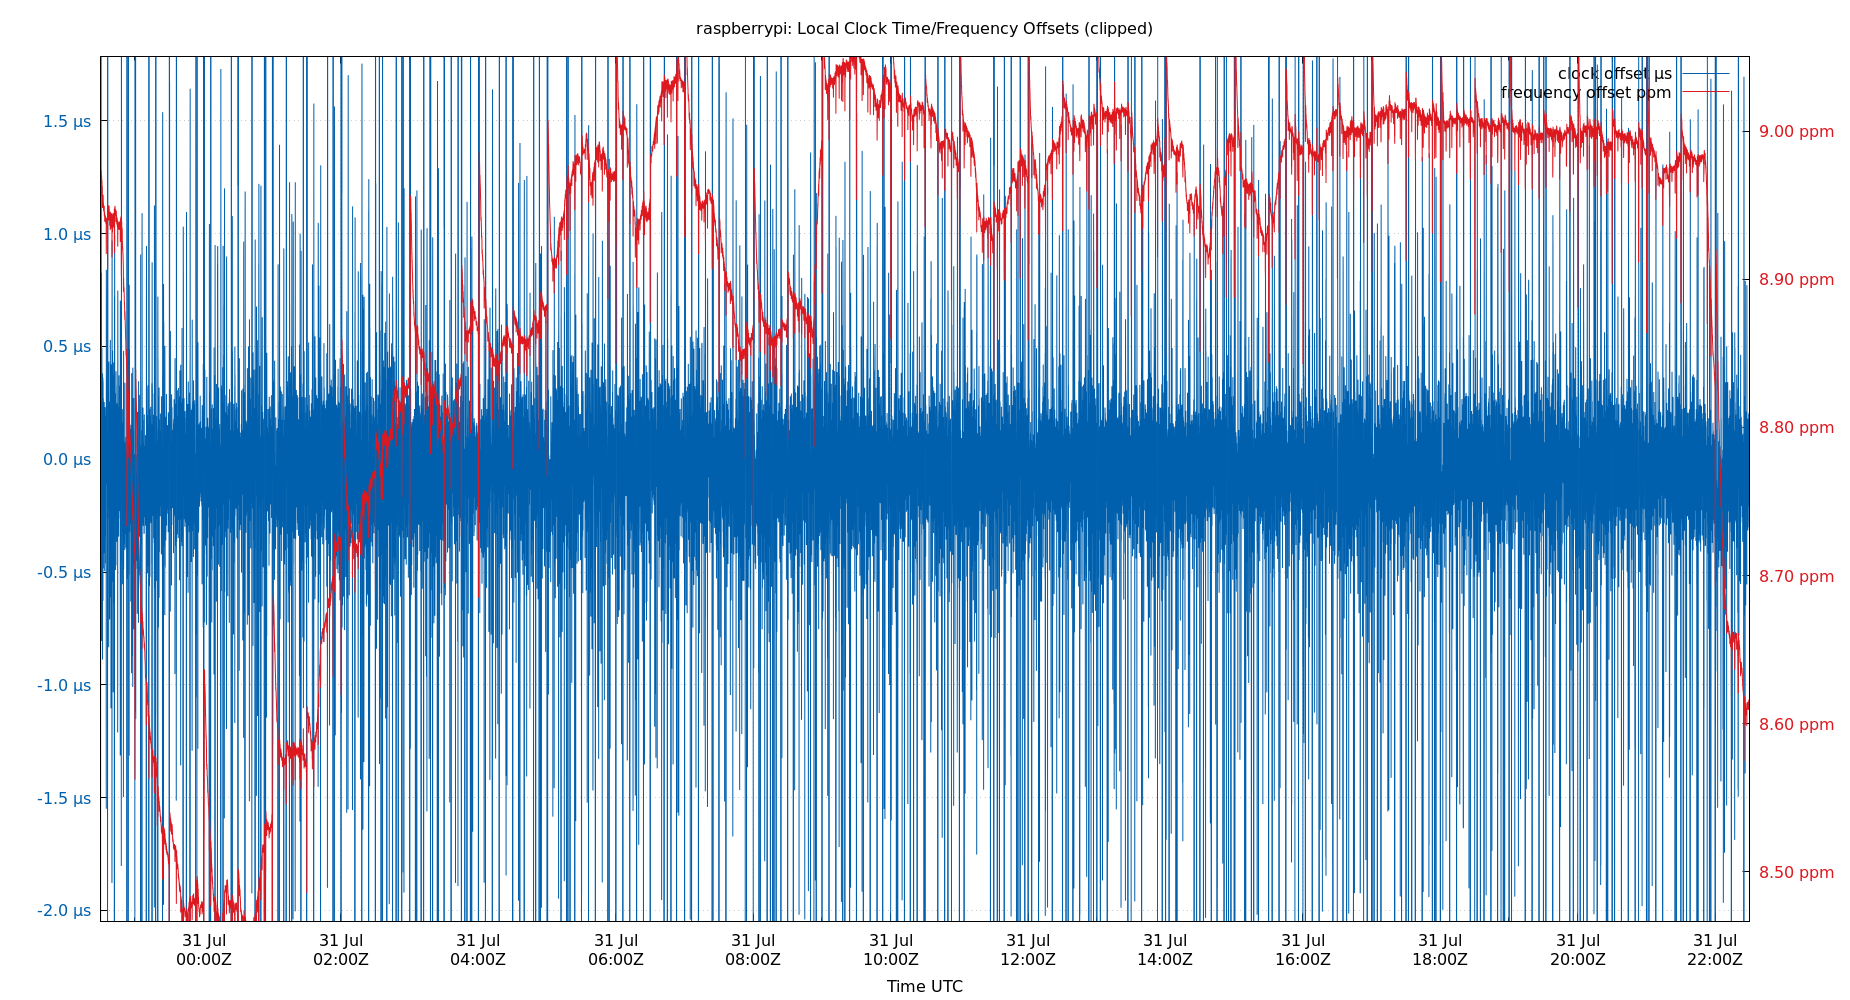 raspberrypi: Local Clock Time/Frequency Offsets (clipped)
clock offset µs
frequency offset ppm
1.5 µs
1.0 µs
0.5 µs
0.0 µs
-0.5 µs
-1.0 µs
-1.5 µs
-2.0 µs
9.00 ppm
8.90 ppm
8.80 ppm
8.70 ppm
8.60 ppm
8.50 ppm
31 Jul 31 Jul 31 Jul 31 Jul 31 Jul 31 Jul 31 Jul 31 Jul 31 Jul 31 Jul 31 Jul 31 Jul
00:00Z 02:00Z 04:00Z 06:00Z 08:00Z 10:00Z 12:00Z 14:00Z 16:00Z 18:00Z 20:00Z 22:00Z
Time UTC